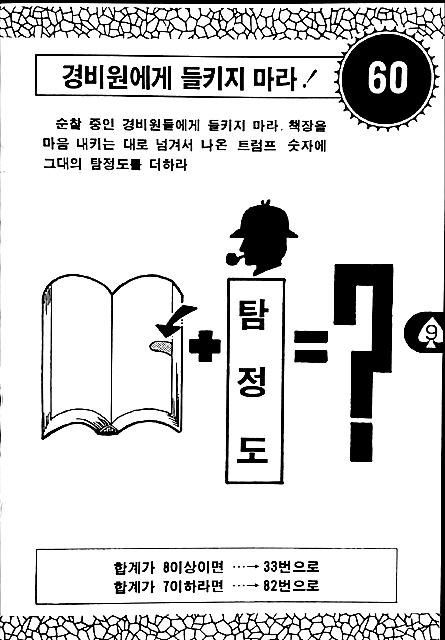 경비원에게 들키지 마라!
60
순찰 중인 경비원들에게 들키지 마라. 책장을
마음 내키는 대로 넘겨서 나온 트럼프 숫자에
그대의 탐정도를 더하라
+
탐
정
도
=
?
9
합계가 8이상이면 ···→ 33번으로
합계가 7이하라면 ···→ 82번으로